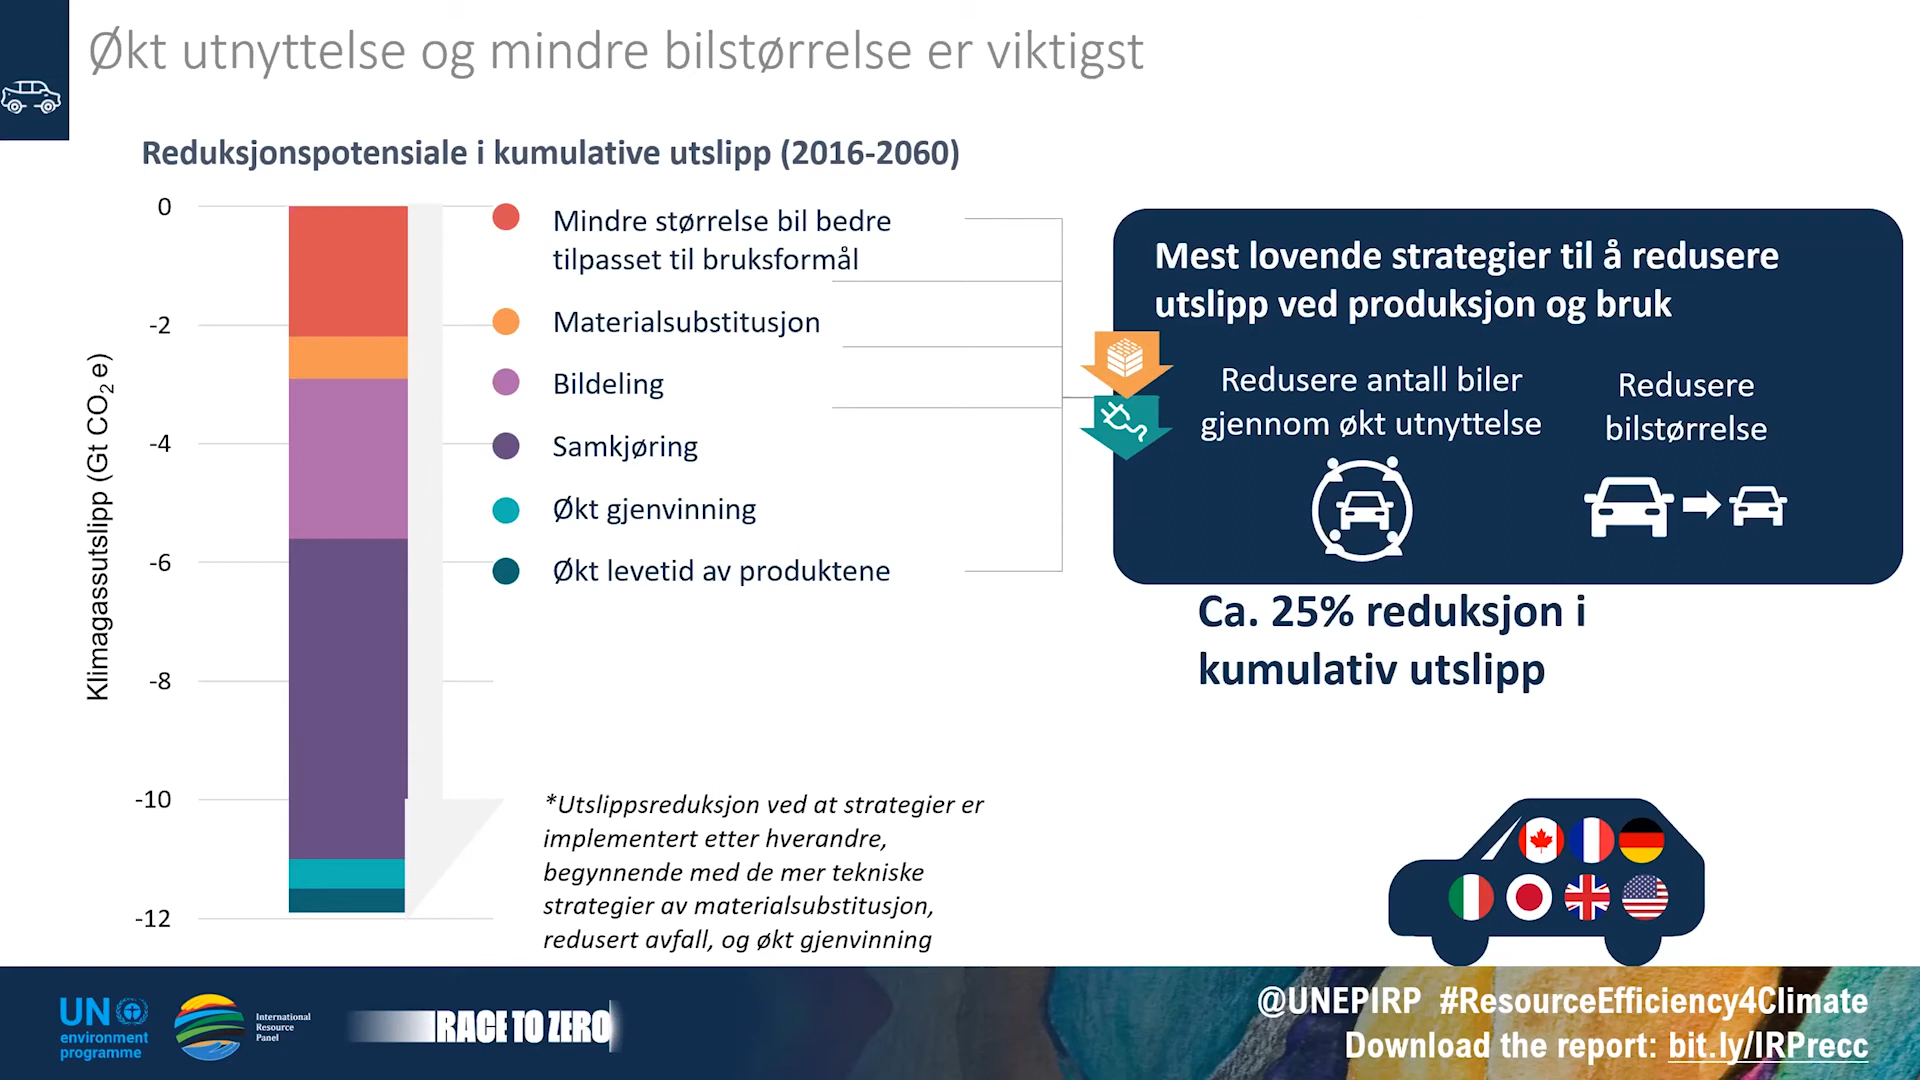 Økt utnyttelse og mindre bilstørrelse er viktigst
Reduksjonspotensiale i kumulative utslipp (2016-2060)
Klimagassutslipp (Gt CO₂ e)
0
-2
-4
-6
-8
-10
-12
Mindre størrelse bil bedre
tilpasset til bruksformål
Materialsubstitusjon
Bildeling
Samkjøring
Økt gjenvinning
Økt levetid av produktene
*Utslippsreduksjon ved at strategier er
implementert etter hverandre,
begynnende med de mer tekniske
strategier av materialsubstitusjon,
redusert avfall, og økt gjenvinning
Mest lovende strategier til å redusere
utslipp ved produksjon og bruk
Redusere antall biler
gjennom økt utnyttelse
Redusere
bilstørrelse
Ca. 25% reduksjon i
kumulativ utslipp
UN
environment
programme
International
Resource
Panel
RACE TO ZERO
@UNEPIRP #ResourceEfficiency4Climate
Download the report: bit.ly/IRPrecc